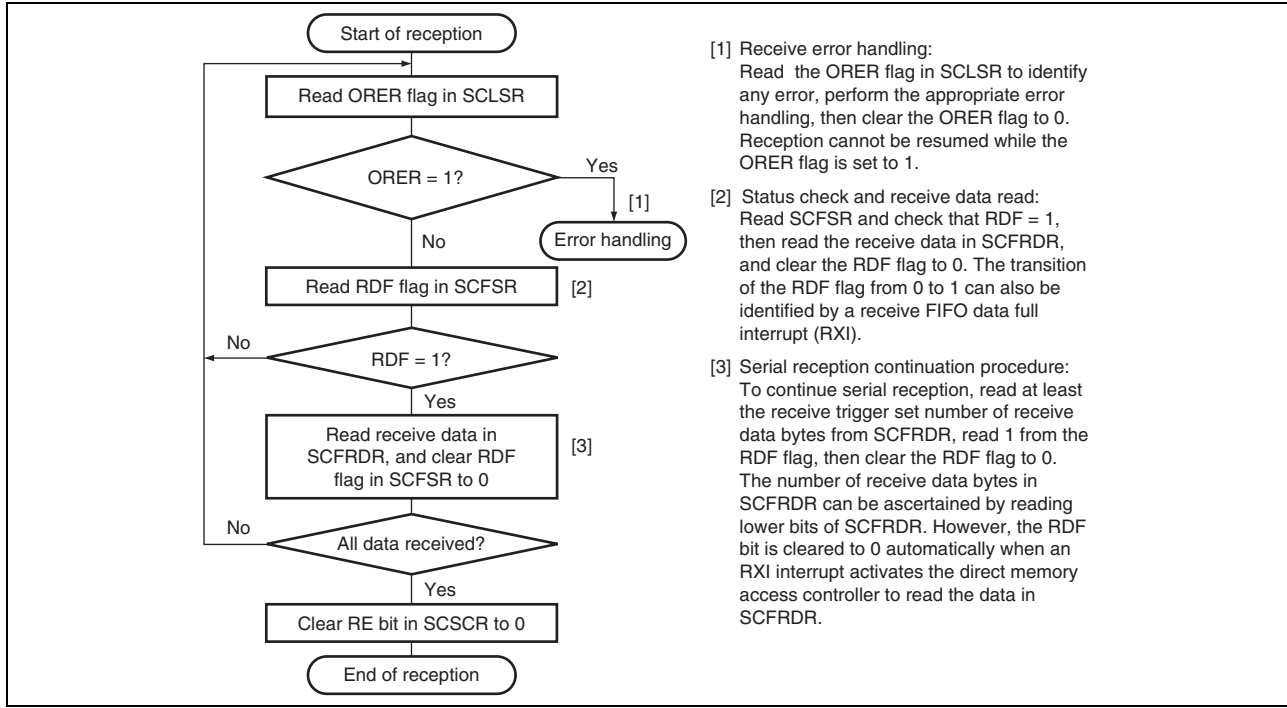 Start of reception
Read ORER flag in SCLSR
ORER = 1?
Yes
[1]
Error handling
No
Read RDF flag in SCFSR
[2]
No
RDF = 1?
Yes
Read receive data in
SCFRDR, and clear RDF
flag in SCFSR to 0
[3]
No
All data received?
Yes
Clear RE bit in SCSCR to 0
End of reception
[1] Receive error handling:
Read the ORER flag in SCLSR to identify
any error, perform the appropriate error
handling, then clear the ORER flag to 0.
Reception cannot be resumed while the
ORER flag is set to 1.
[2] Status check and receive data read:
Read SCFSR and check that RDF = 1,
then read the receive data in SCFRDR,
and clear the RDF flag to 0. The transition
of the RDF flag from 0 to 1 can also be
identified by a receive FIFO data full
interrupt (RXI).
[3] Serial reception continuation procedure:
To continue serial reception, read at least
the receive trigger set number of receive
data bytes from SCFRDR, read 1 from the
RDF flag, then clear the RDF flag to 0.
The number of receive data bytes in
SCFRDR can be ascertained by reading
lower bits of SCFRDR. However, the RDF
bit is cleared to 0 automatically when an
RXI interrupt activates the direct memory
access controller to read the data in
SCFRDR.